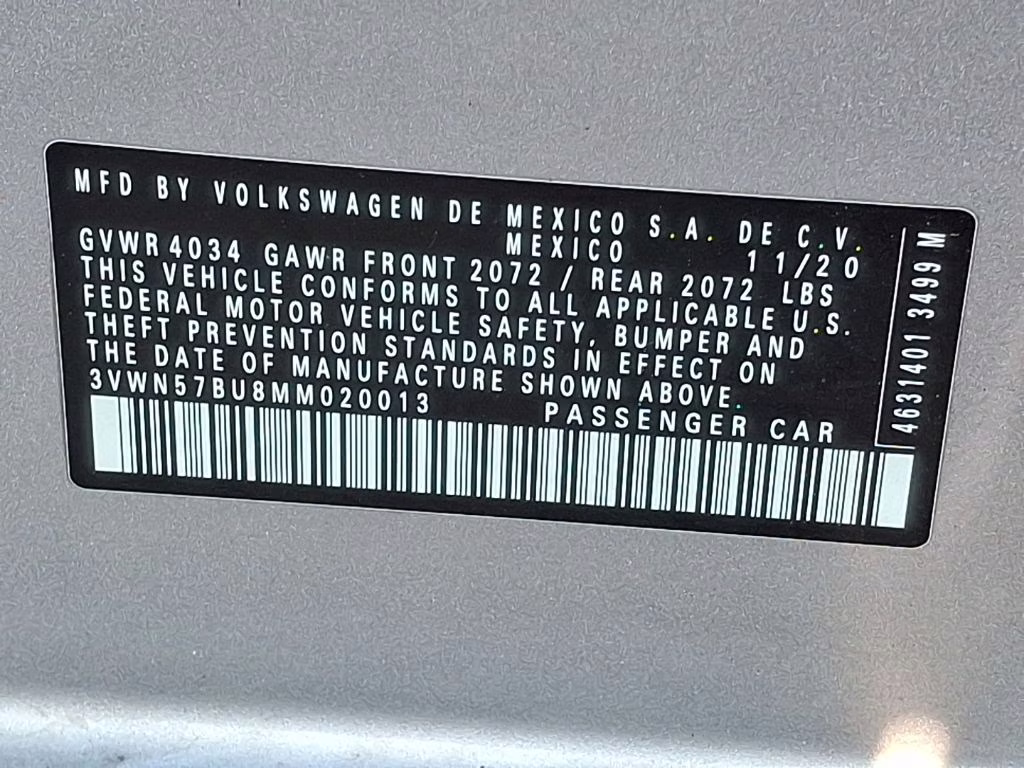 MFD BY VOLKSWAGEN DE MEXICO S.A. DE C.V.
MEXICO 11/20
GVWR 4034 GAWR FRONT 2072 / REAR 2072 LBS
THIS VEHICLE CONFORMS TO ALL APPLICABLE U.S.
FEDERAL MOTOR VEHICLE SAFETY, BUMPER AND
THEFT PREVENTION STANDARDS IN EFFECT ON
THE DATE OF MANUFACTURE SHOWN ABOVE.
3VWN57BU8MM020013 PASSENGER CAR
4631401 3499 M